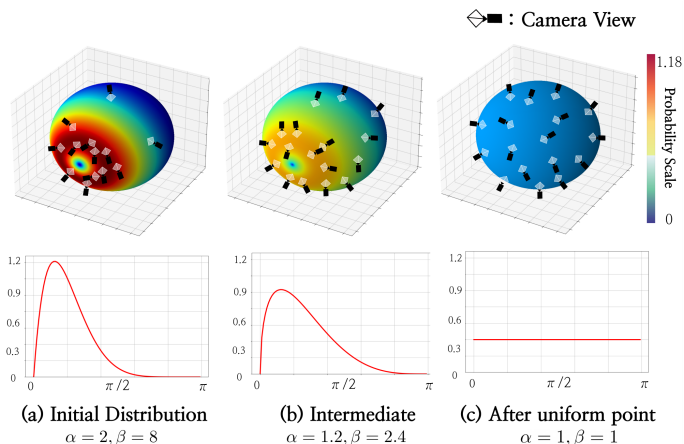 : Camera View
1.18
Probability Scale
0
1.2
0.9
0.6
0.3
0
0
π/2
π
1.2
0.9
0.6
0.3
0
0
π/2
π
1.2
0.9
0.6
0.3
0
0
π/2
π
(a) Initial Distribution
α = 2, β = 8
(b) Intermediate
α = 1.2, β = 2.4
(c) After uniform point
α = 1, β = 1